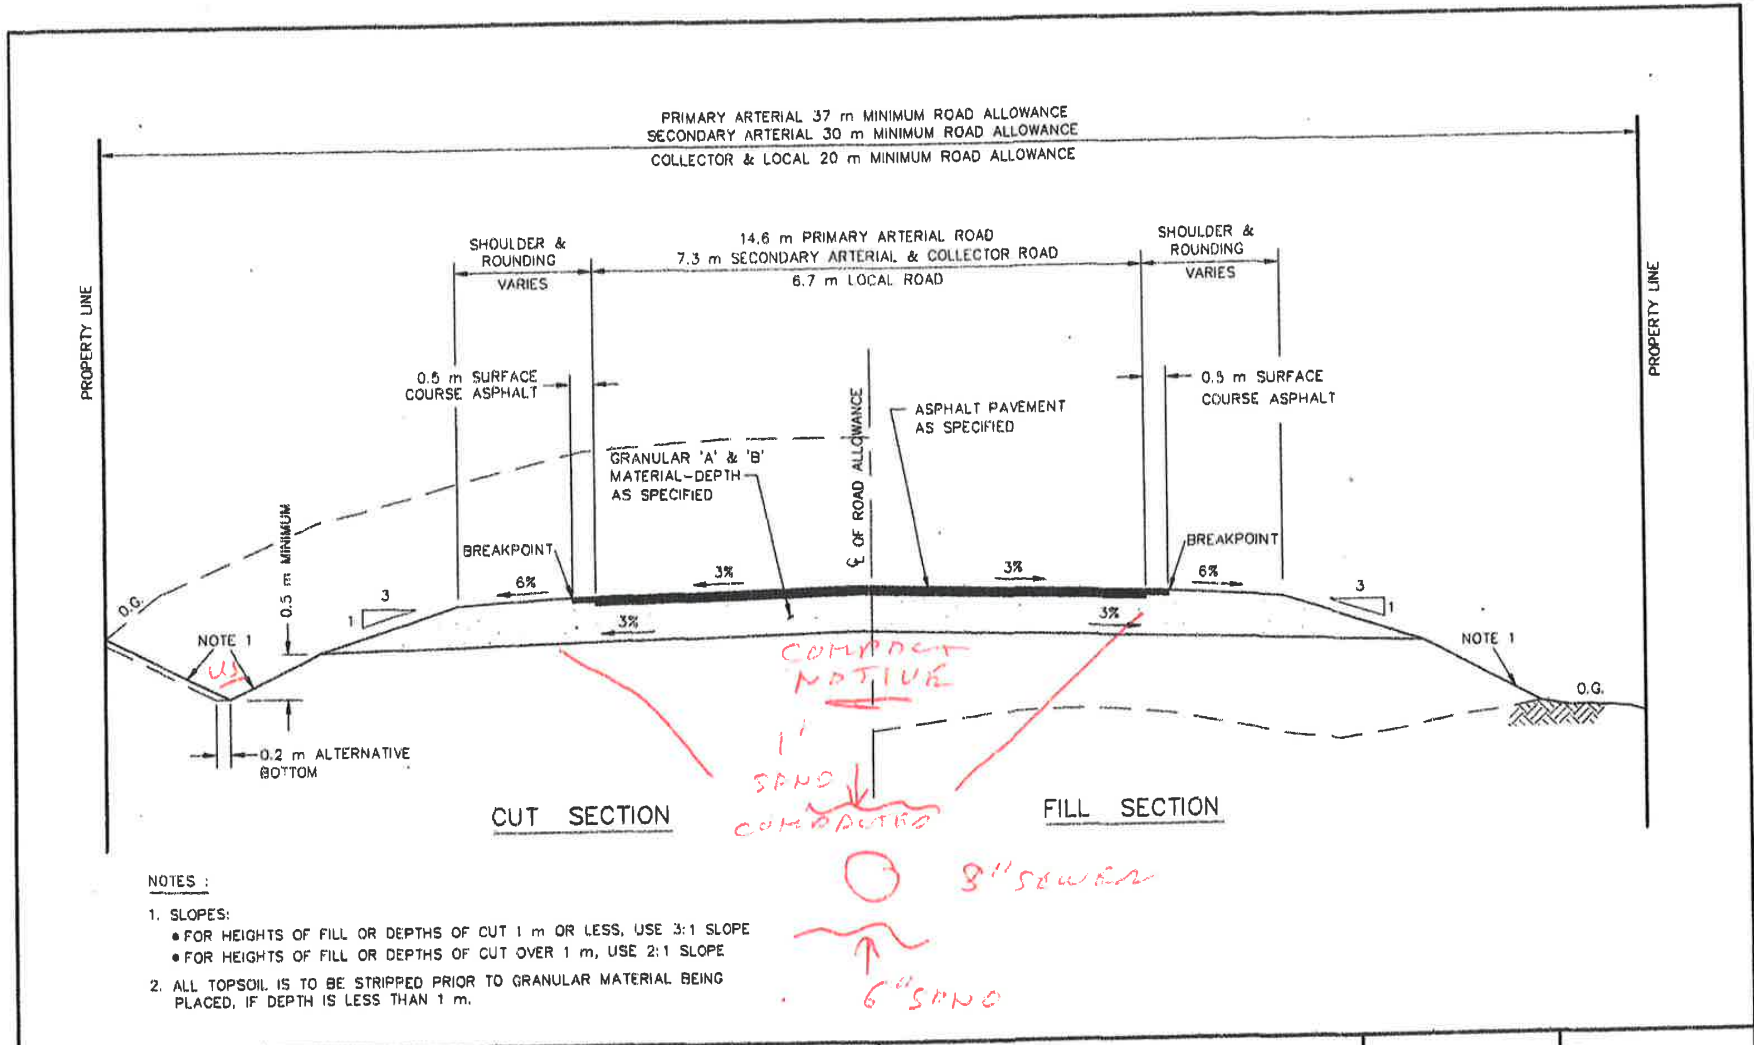 PRIMARY ARTERIAL 37 m MINIMUM ROAD ALLOWANCE
SECONDARY ARTERIAL 30 m MINIMUM ROAD ALLOWANCE
COLLECTOR & LOCAL 20 m MINIMUM ROAD ALLOWANCE
SHOULDER &
ROUNDING
VARIES
14.6 m PRIMARY ARTERIAL ROAD
7.3 m SECONDARY ARTERIAL & COLLECTOR ROAD
6.7 m LOCAL ROAD
SHOULDER &
ROUNDING
VARIES
PROPERTY LINE
PROPERTY LINE
0.5 m SURFACE
COURSE ASPHALT
0.5 m SURFACE
COURSE ASPHALT
ASPHALT PAVEMENT
AS SPECIFIED
℄ OF ROAD ALLOWANCE
GRANULAR 'A' & 'B'
MATERIAL-DEPTH
AS SPECIFIED
0.5 m MINIMUM
BREAKPOINT
BREAKPOINT
6%
3%
3%
6%
3
1
3
1
O.G.
3%
3%
NOTE 1
NOTE 1
COMPACT
NATIVE
O.G.
0.2 m ALTERNATIVE
BOTTOM
1'
SAND
COMPACTED
CUT SECTION
FILL SECTION
8" SEWER
6" SAND
NOTES :
1. SLOPES:
• FOR HEIGHTS OF FILL OR DEPTHS OF CUT 1 m OR LESS, USE 3:1 SLOPE
• FOR HEIGHTS OF FILL OR DEPTHS OF CUT OVER 1 m, USE 2:1 SLOPE
2. ALL TOPSOIL IS TO BE STRIPPED PRIOR TO GRANULAR MATERIAL BEING
PLACED, IF DEPTH IS LESS THAN 1 m.